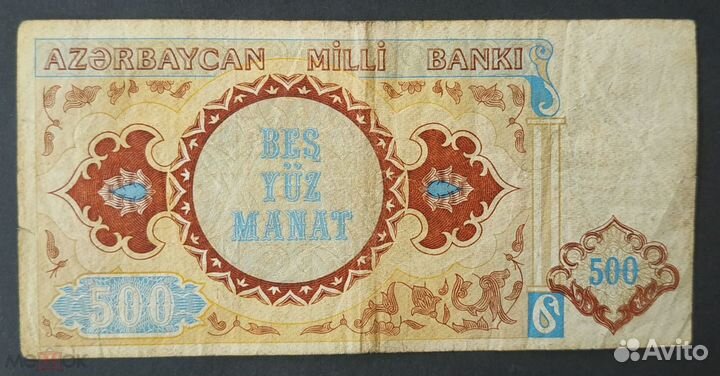 AZƏRBAYCAN MİLLİ BANKI
BEŞ
YÜZ
MANAT
500
500
Avito